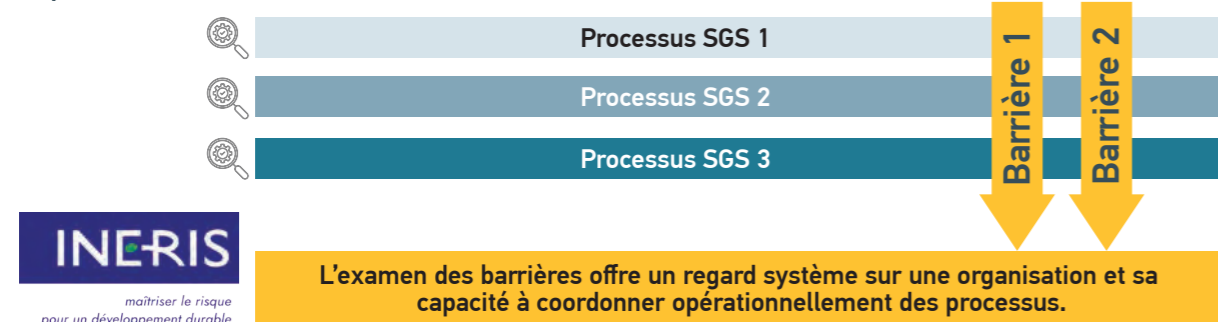 Processus SGS 1
Processus SGS 2
Processus SGS 3
Barrière 1
Barrière 2
INERIS
maîtriser le risque
pour un développement durable
L'examen des barrières offre un regard système sur une organisation et sa
capacité à coordonner opérationnellement des processus.